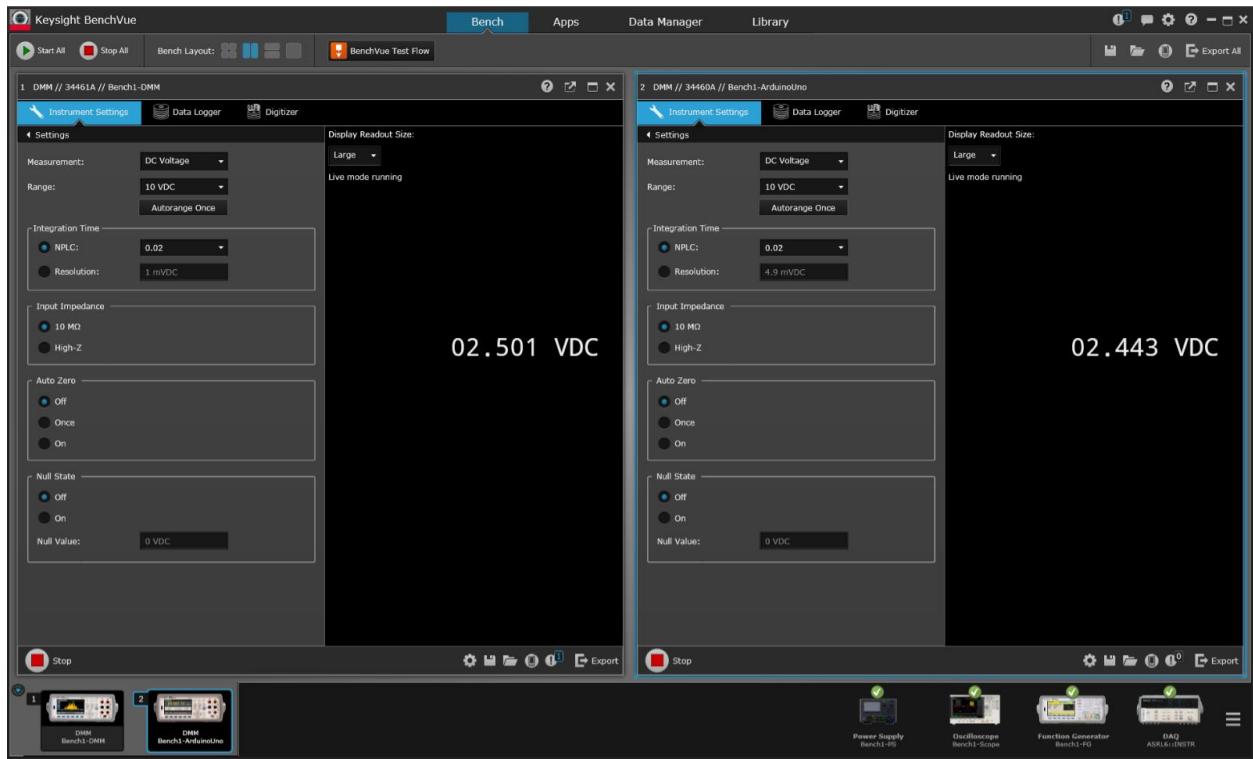 Keysight BenchVue
Bench Apps Data Manager Library
1
Start All Stop All Bench Layout: BenchVue Test Flow Export All
1 DMM // 34461A // Bench1-DMM
Instrument Settings Data Logger Digitizer
Settings
Display Readout Size:
Measurement: DC Voltage
Large
Range: 10 VDC
Live mode running
Autorange Once
Integration Time
NPLC: 0.02
Resolution: 1 mVDC
Input Impedance
10 MΩ
High-Z
02.501 VDC
Auto Zero
Off
Once
On
Null State
Off
On
Null Value: 0 VDC
Stop 1 Export
2 DMM // 34460A // Bench1-ArduinoUno
Instrument Settings Data Logger Digitizer
Settings
Display Readout Size:
Measurement: DC Voltage
Large
Range: 10 VDC
Live mode running
Autorange Once
Integration Time
NPLC: 0.02
Resolution: 4.9 mVDC
Input Impedance
10 MΩ
High-Z
02.443 VDC
Auto Zero
Off
Once
On
Null State
Off
On
Null Value: 0 VDC
Stop 0 Export
1
DMM
Bench1-DMM
2
DMM
Bench1-ArduinoUno
Power Supply
Bench1-PS
Oscilloscope
Bench1-Scope
Function Generator
Bench1-FG
DAQ
ASRL6::INSTR